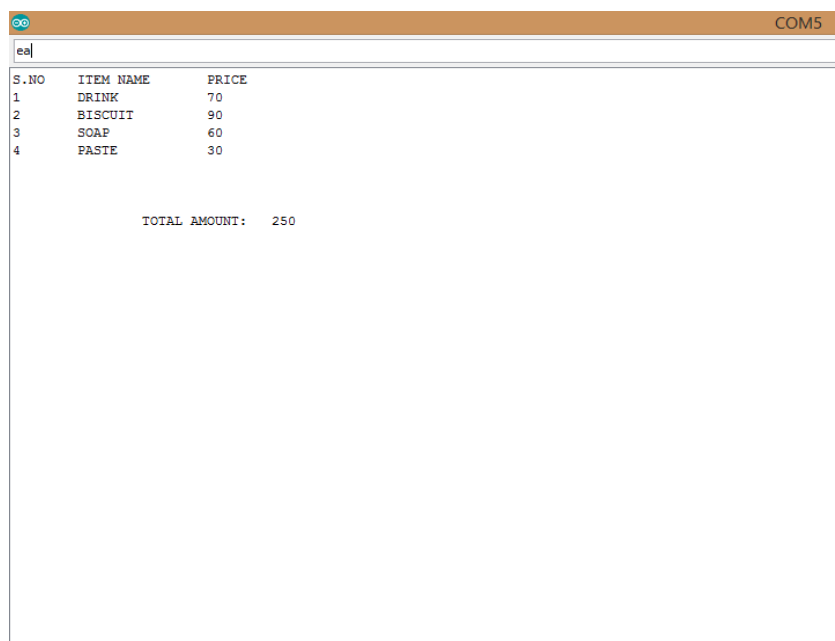 COM5
ea
S.NO ITEM NAME PRICE
1 DRINK 70
2 BISCUIT 90
3 SOAP 60
4 PASTE 30
TOTAL AMOUNT: 250